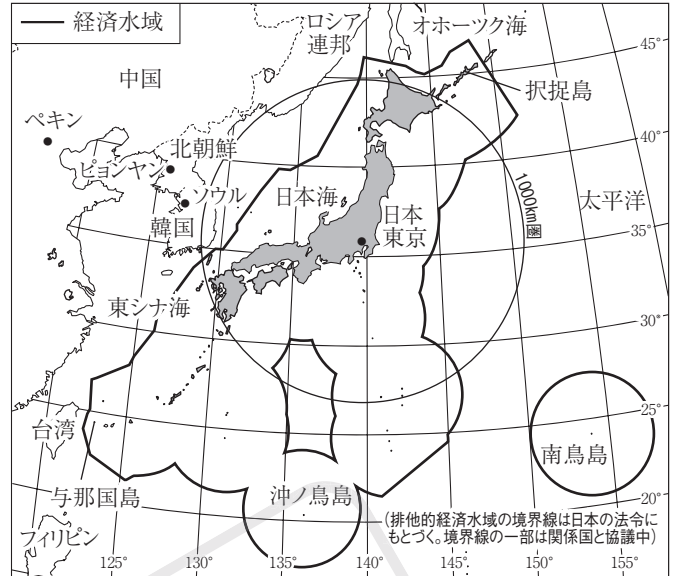 経済水域
ロシア
連邦
オホーツク海
45°
中国
択捉島
ペキン
40°
北朝鮮
ピョンヤン
1000km圏
日本海
太平洋
ソウル
日本
韓国
東京
35°
東シナ海
30°
25°
台湾
南鳥島
与那国島
沖ノ鳥島
20°
(排他的経済水域の境界線は日本の法令に
もとづく。境界線の一部は関係国と協議中)
フィリピン
125°
130°
135°
140°
145°
150°